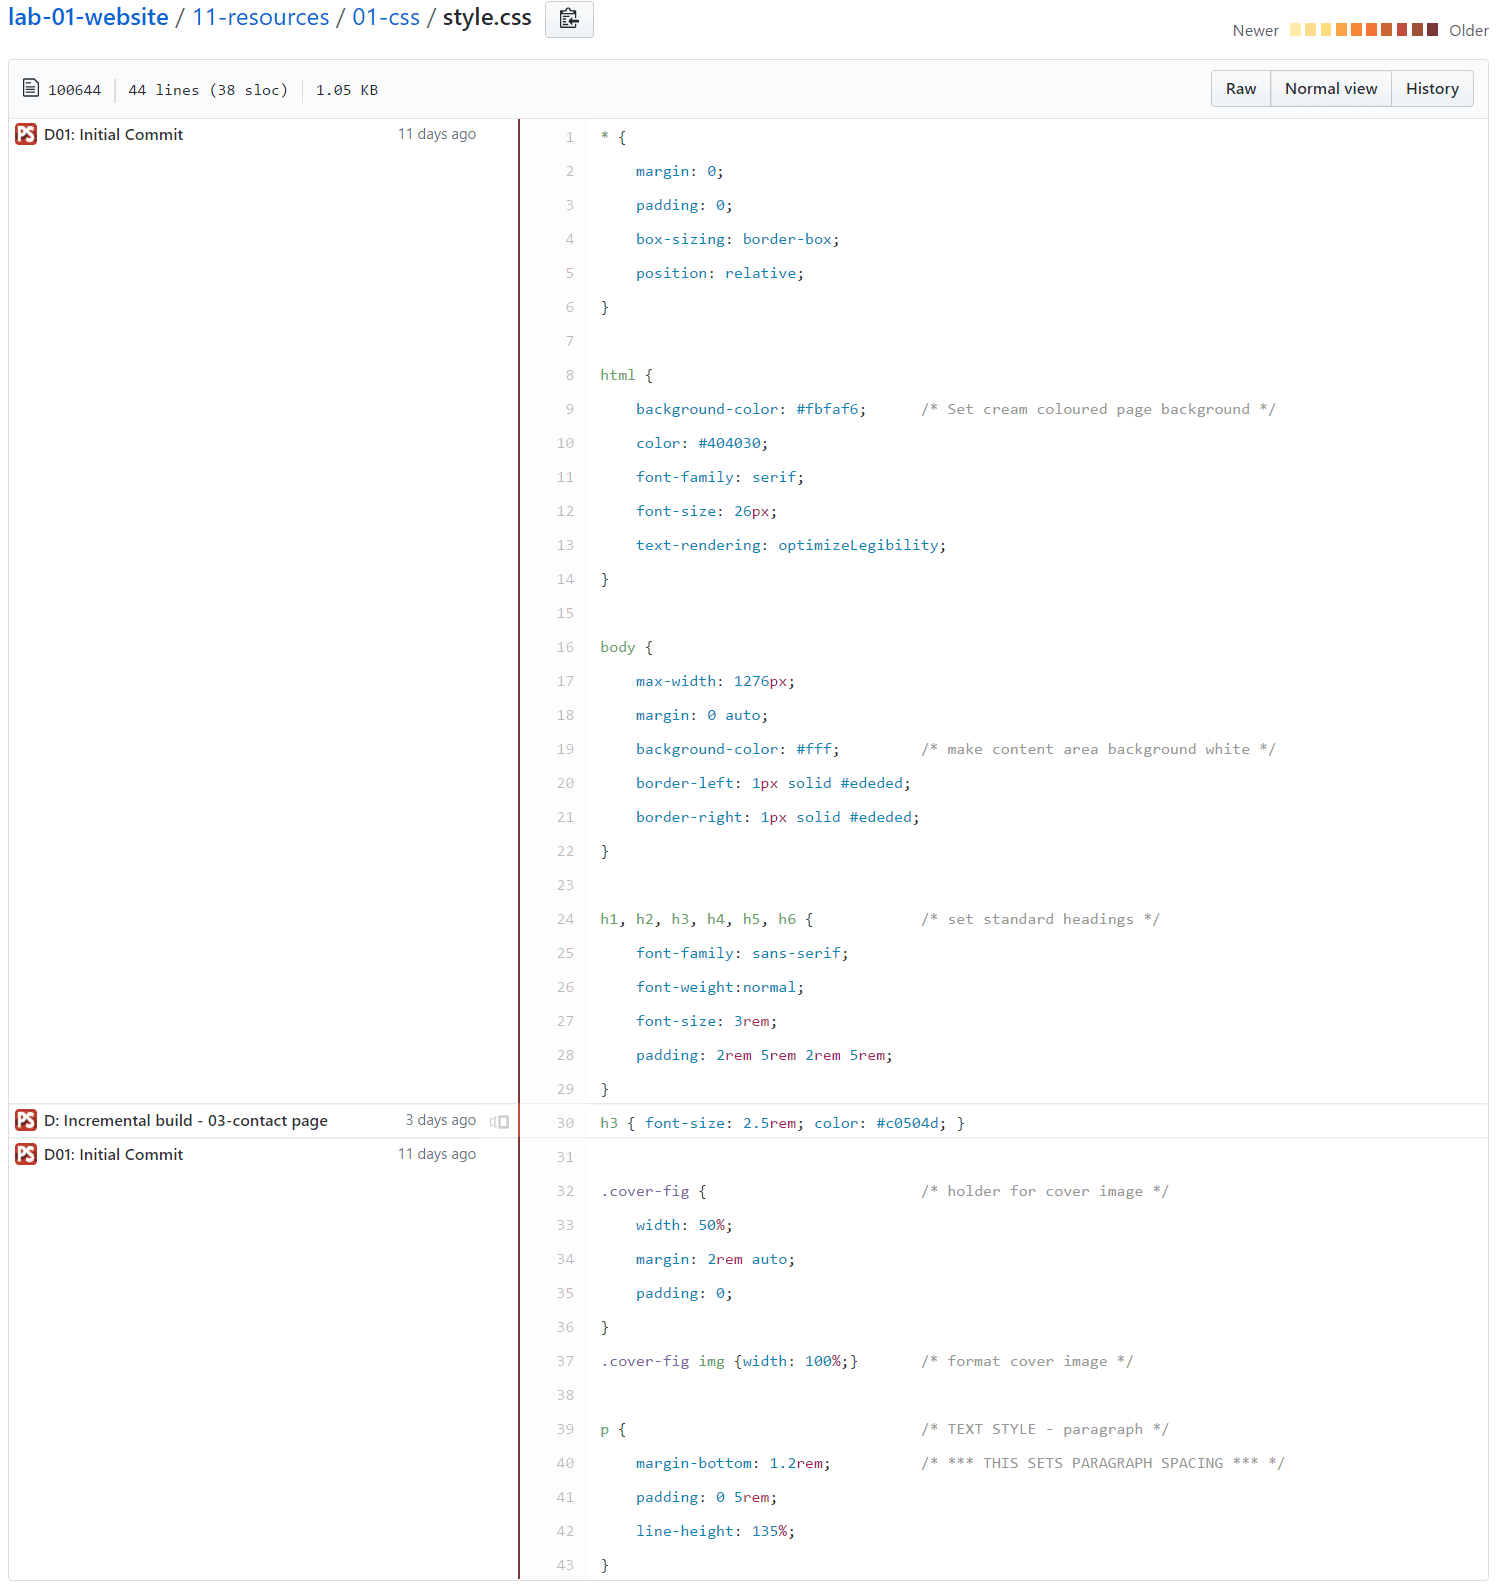 lab-01-website / 11-resources / 01-css / style.css
Newer Older
100644 44 lines (38 sloc) 1.05 KB Raw Normal view History
PS D01: Initial Commit 11 days ago
1 * {
2 margin: 0;
3 padding: 0;
4 box-sizing: border-box;
5 position: relative;
6 }
7
8 html {
9 background-color: #fbfaf6; /* Set cream coloured page background */
10 color: #404030;
11 font-family: serif;
12 font-size: 26px;
13 text-rendering: optimizeLegibility;
14 }
15
16 body {
17 max-width: 1276px;
18 margin: 0 auto;
19 background-color: #fff; /* make content area background white */
20 border-left: 1px solid #ededed;
21 border-right: 1px solid #ededed;
22 }
23
24 h1, h2, h3, h4, h5, h6 { /* set standard headings */
25 font-family: sans-serif;
26 font-weight:normal;
27 font-size: 3rem;
28 padding: 2rem 5rem 2rem 5rem;
29 }
PS D: Incremental build - 03-contact page 3 days ago
30 h3 { font-size: 2.5rem; color: #c0504d; }
PS D01: Initial Commit 11 days ago
31
32 .cover-fig { /* holder for cover image */
33 width: 50%;
34 margin: 2rem auto;
35 padding: 0;
36 }
37 .cover-fig img {width: 100%;} /* format cover image */
38
39 p { /* TEXT STYLE - paragraph */
40 margin-bottom: 1.2rem; /* *** THIS SETS PARAGRAPH SPACING *** */
41 padding: 0 5rem;
42 line-height: 135%;
43 }